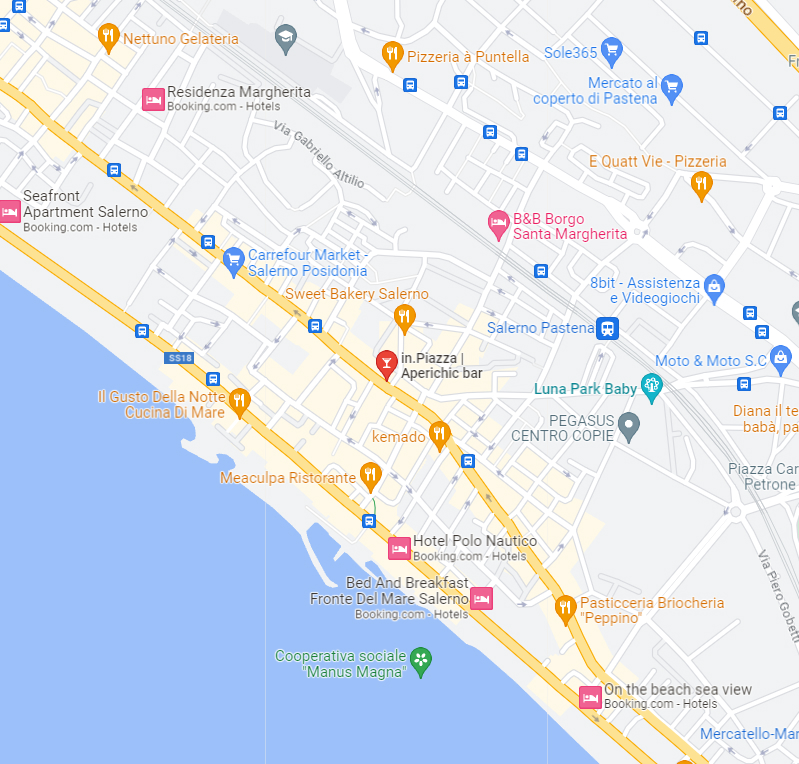 Nettuno Gelateria
Pizzeria à Puntella
Sole365
Mercato al
coperto di Pastena
Residenza Margherita
Booking.com - Hotels
Via Gabriello Altilio
E Quatt Vie - Pizzeria
Seafront
Apartment Salerno
Booking.com - Hotels
B&B Borgo
Santa Margherita
Carrefour Market -
Salerno Posidonia
8bit - Assistenza
e Videogiochi
Sweet Bakery Salerno
Salerno Pastena
SS18
in.Piazza |
Aperichic bar
Moto & Moto S.C
Luna Park Baby
Il Gusto Della Notte
Cucina Di Mare
Diana il te
babà, pa
PEGASUS
CENTRO COPIE
kemado
Meaculpa Ristorante
Piazza Car
Petrone
Hotel Polo Nautico
Booking.com - Hotels
Bed And Breakfast
Fronte Del Mare Salerno
Booking.com - Hotels
Via Piero Gobetti
Pasticceria Briocheria
"Peppino"
Cooperativa sociale
"Manus Magna"
On the beach sea view
Booking.com - Hotels
Mercatello-Mar